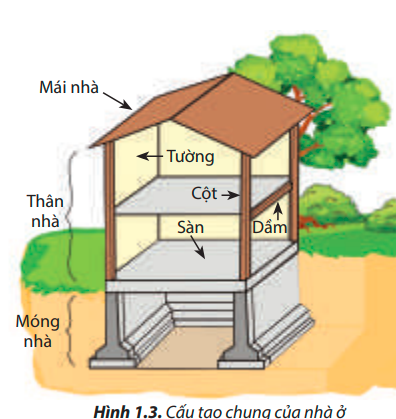 Mái nhà
Tường
Cột
Thân
nhà
Sàn
Dầm
Móng
nhà
Hình 1.3. Cấu tạo chung của nhà ở